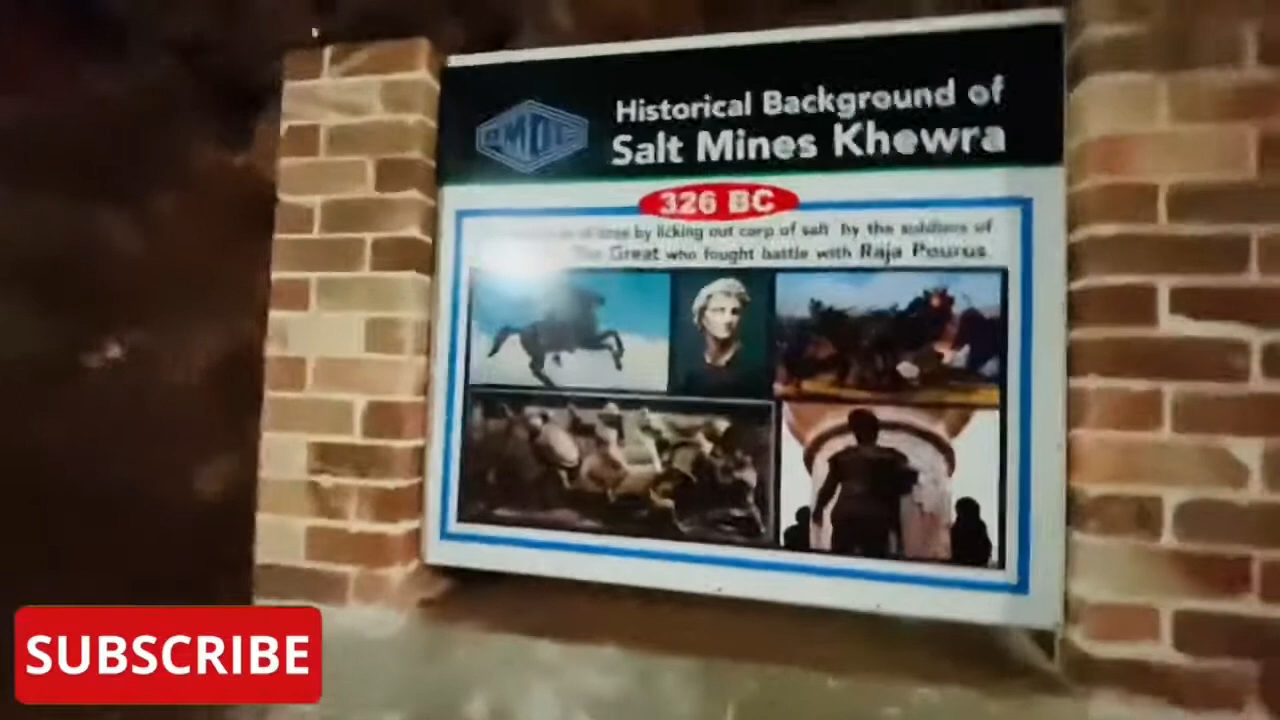 Historical Background of
Salt Mines Khewra
326 BC
by licking out carp of salt by the soldiers of
The Great who fought battle with Raja Pourus.
SUBSCRIBE